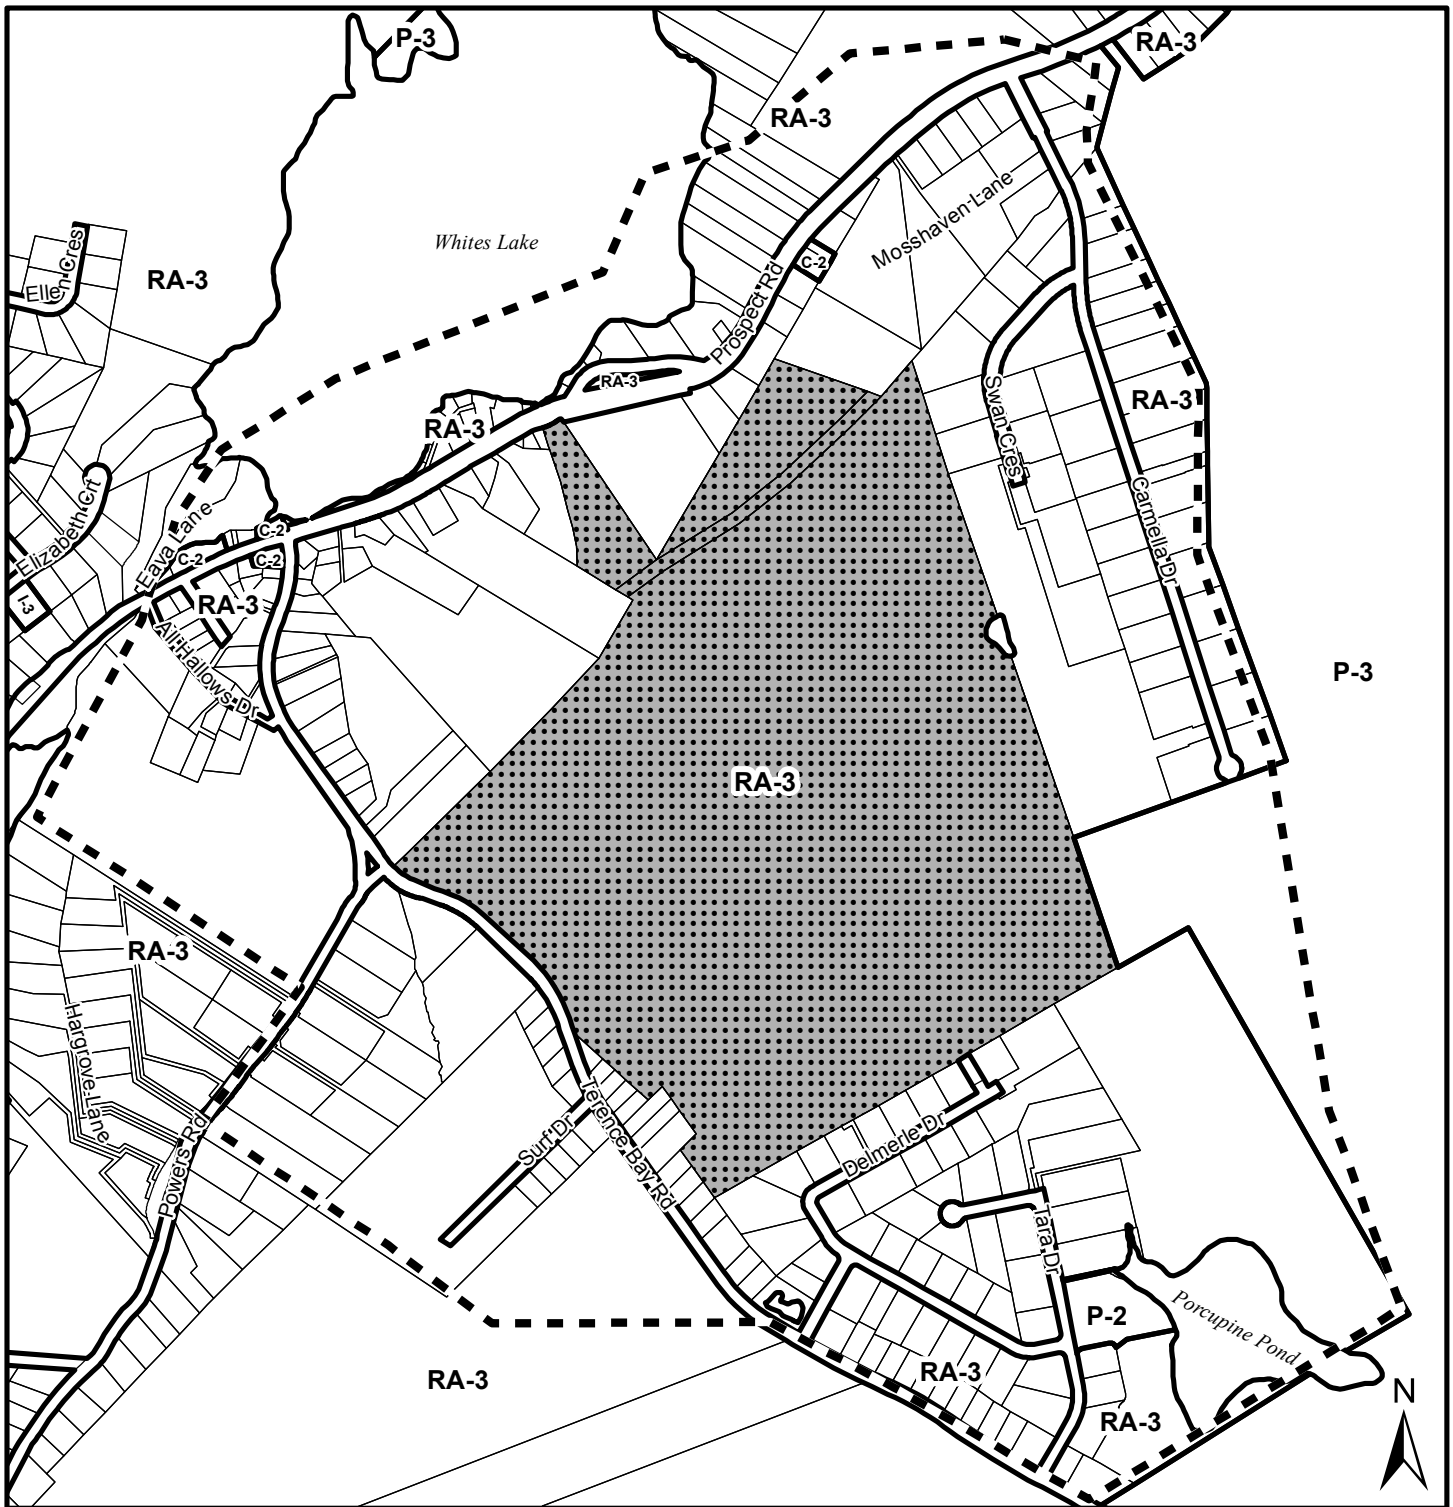 P-3
RA-3
RA-3
Mosshaven Lane
Whites Lake
Ellen Cres
RA-3
C-2
Prospect Rd
RA-3
Swan Cres
RA-3
RA-3
Elizabeth Crt
Eava Lane
C-2
C-2
C-2
Carmella Dr
I-3
RA-3
All Hallows Dr
P-3
RA-3
RA-3
Hargrove Lane
Powers Rd
Surf Dr
Terence Bay Rd
Delmerle Dr
Tara Dr
P-2
Porcupine Pond
RA-3
RA-3
RA-3
N